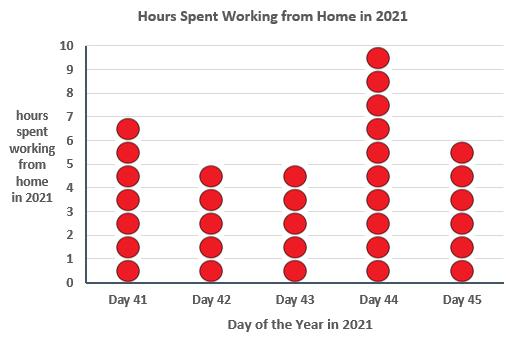 Hours Spent Working from Home in 2021
10
9
8
7
6
5
4
3
2
1
0
hours
spent
working
from
home
in 2021
Day 41 Day 42 Day 43 Day 44 Day 45
Day of the Year in 2021